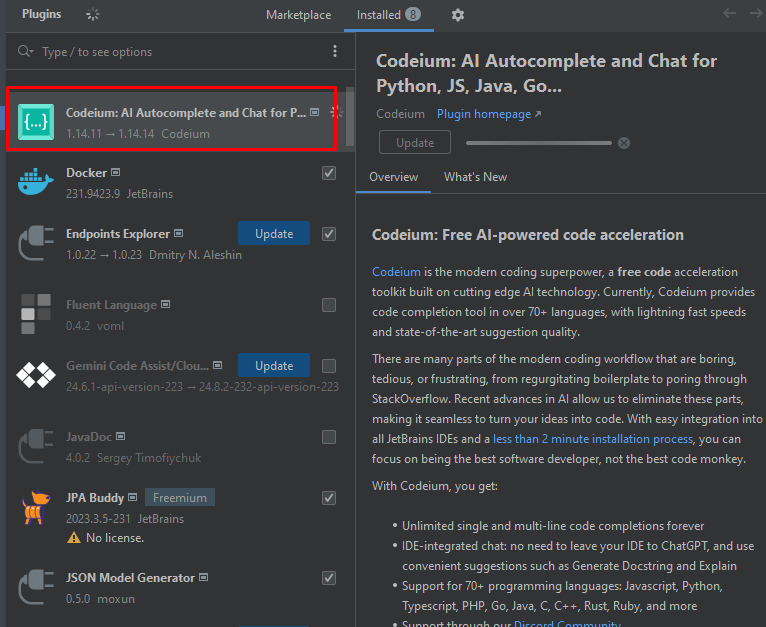 Plugins
Marketplace
Installed 8
Type / to see options
Codeium: AI Autocomplete and Chat for P...
1.14.11 → 1.14.14 Codeium
Docker
231.9423.9 JetBrains
Endpoints Explorer
Update
1.0.22 → 1.0.23 Dmitry N. Aleshin
Fluent Language
0.4.2 voml
Gemini Code Assist/Clou...
Update
24.6.1-api-version-223 → 24.8.2-232-api-version-223
JavaDoc
4.0.2 Sergey Timofiychuk
JPA Buddy Freemium
2023.3.5-231 JetBrains
No license.
JSON Model Generator
0.5.0 moxun
Codeium: AI Autocomplete and Chat for
Python, JS, Java, Go...
Codeium Plugin homepage ↗
Update
Overview
What's New
Codeium: Free AI-powered code acceleration
Codeium is the modern coding superpower, a free code acceleration
toolkit built on cutting edge AI technology. Currently, Codeium provides
code completion tool in over 70+ languages, with lightning fast speeds
and state-of-the-art suggestion quality.
There are many parts of the modern coding workflow that are boring,
tedious, or frustrating, from regurgitating boilerplate to poring through
StackOverflow. Recent advances in AI allow us to eliminate these parts,
making it seamless to turn your ideas into code. With easy integration into
all JetBrains IDEs and a less than 2 minute installation process, you can
focus on being the best software developer, not the best code monkey.
With Codeium, you get:
• Unlimited single and multi-line code completions forever
• IDE-integrated chat: no need to leave your IDE to ChatGPT, and use
convenient suggestions such as Generate Docstring and Explain
• Support for 70+ programming languages: Javascript, Python,
Typescript, PHP, Go, Java, C, C++, Rust, Ruby, and more
• Support through our Discord Community